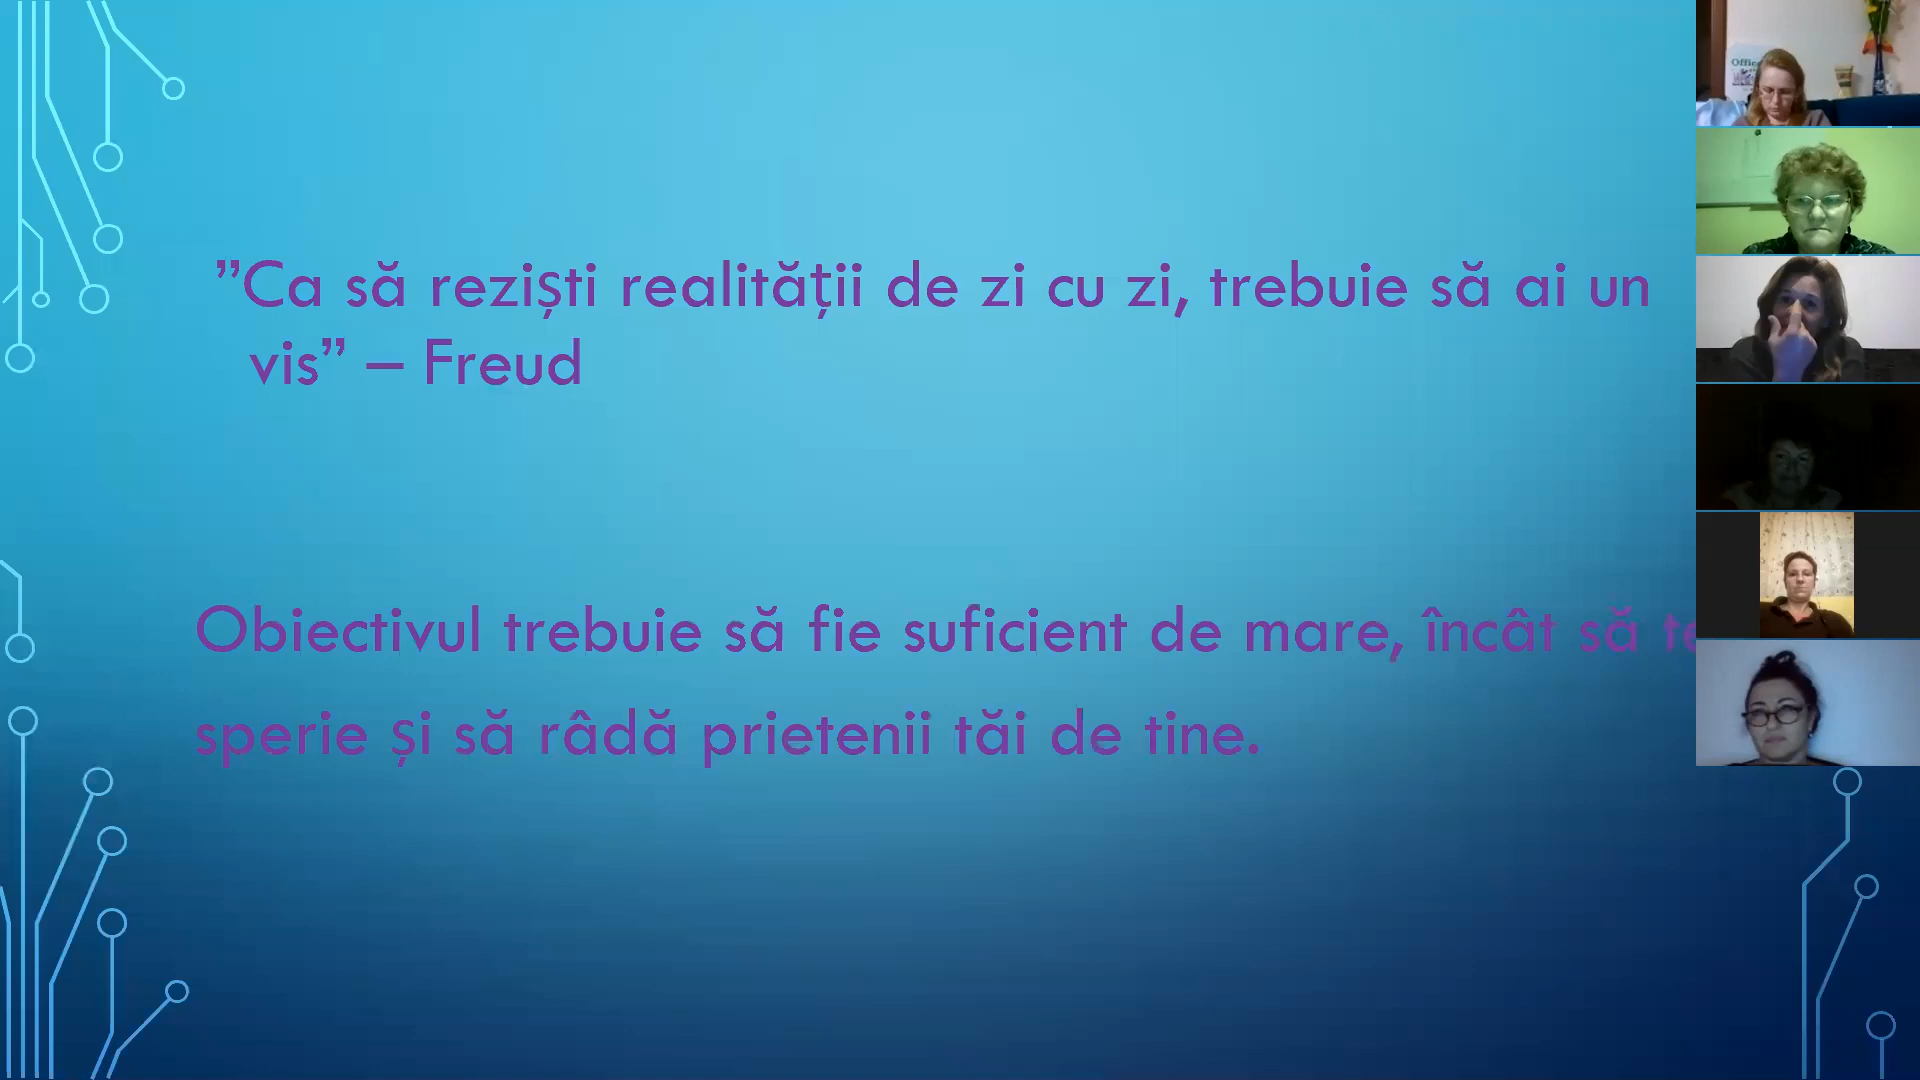 ”Ca să reziști realității de zi cu zi, trebuie să ai un
vis” – Freud
Obiectivul trebuie să fie suficient de mare, încât să te
sperie și să râdă prietenii tăi de tine.